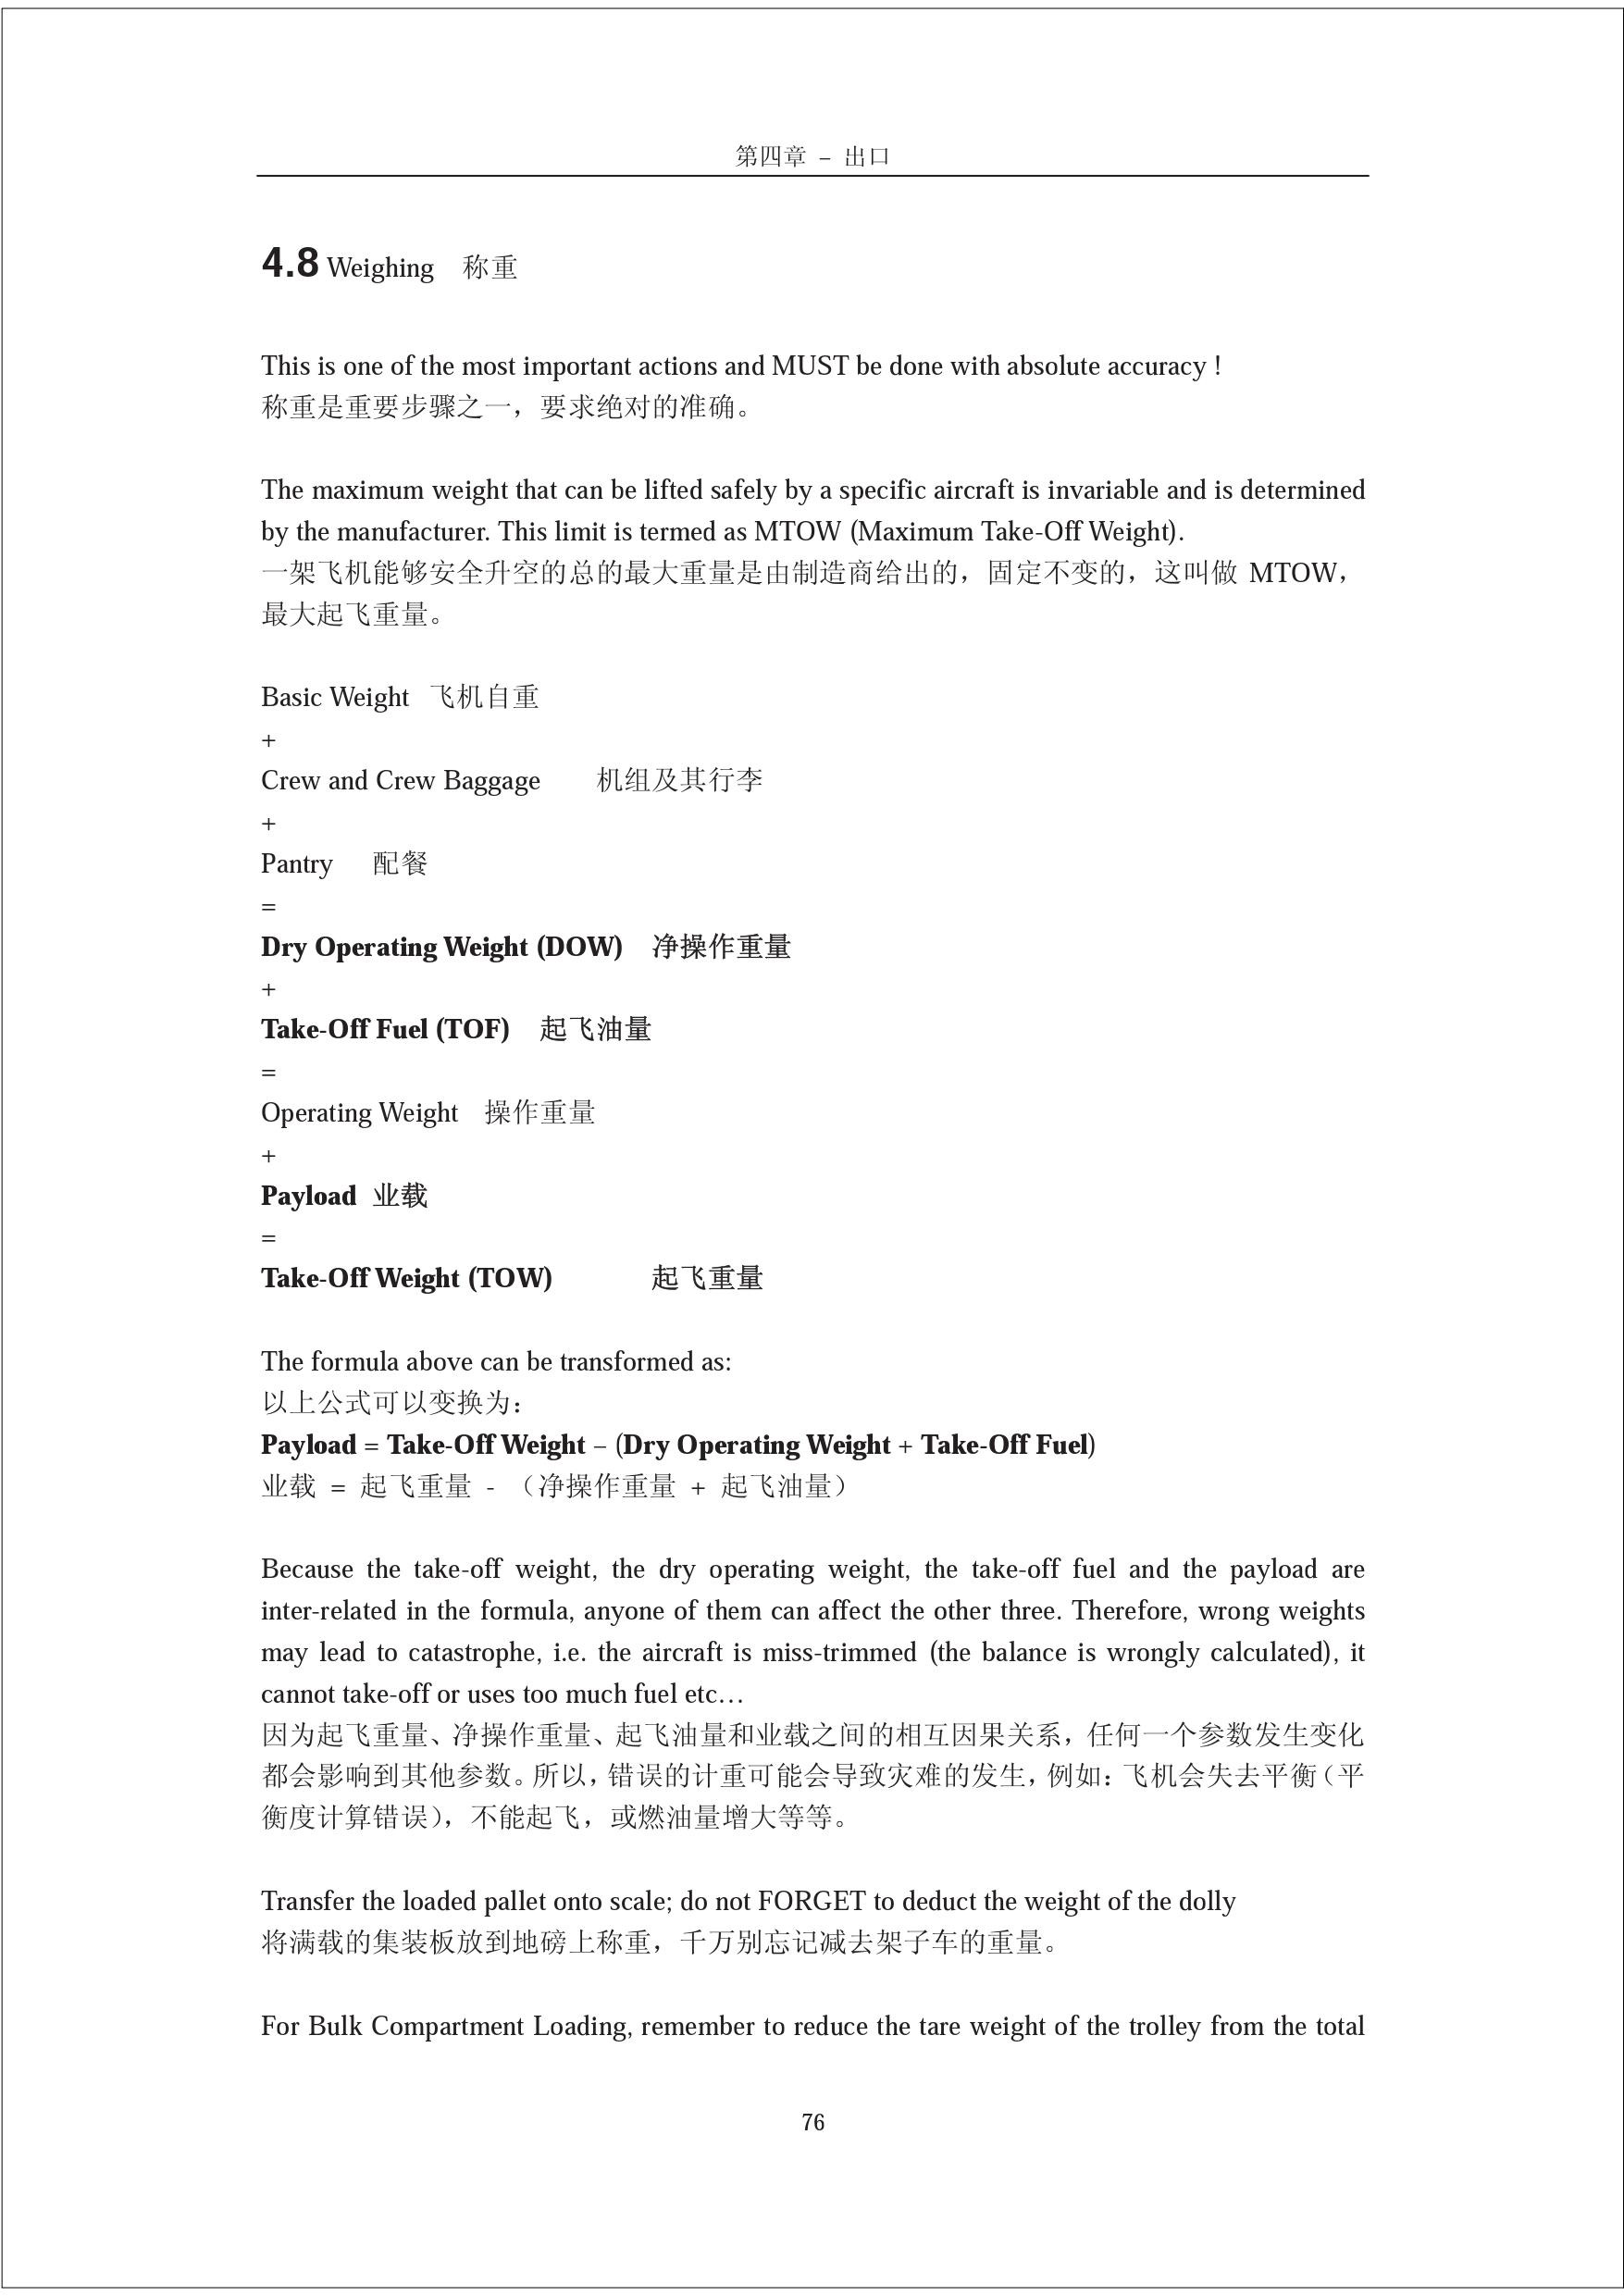 第四章 – 出口
4.8 Weighing 称重
This is one of the most important actions and MUST be done with absolute accuracy !
称重是重要步骤之一，要求绝对的准确。
The maximum weight that can be lifted safely by a specific aircraft is invariable and is determined
by the manufacturer. This limit is termed as MTOW (Maximum Take-Off Weight).
一架飞机能够安全升空的总的最大重量是由制造商给出的，固定不变的，这叫做 MTOW，
最大起飞重量。
Basic Weight 飞机自重
+
Crew and Crew Baggage 机组及其行李
+
Pantry 配餐
=
Dry Operating Weight (DOW) 净操作重量
+
Take-Off Fuel (TOF) 起飞油量
=
Operating Weight 操作重量
+
Payload 业载
=
Take-Off Weight (TOW) 起飞重量
The formula above can be transformed as:
以上公式可以变换为：
Payload = Take-Off Weight – (Dry Operating Weight + Take-Off Fuel)
业载 = 起飞重量 - （净操作重量 + 起飞油量）
Because the take-off weight, the dry operating weight, the take-off fuel and the payload are
inter-related in the formula, anyone of them can affect the other three. Therefore, wrong weights
may lead to catastrophe, i.e. the aircraft is miss-trimmed (the balance is wrongly calculated), it
cannot take-off or uses too much fuel etc…
因为起飞重量、净操作重量、起飞油量和业载之间的相互因果关系，任何一个参数发生变化
都会影响到其他参数。所以，错误的计重可能会导致灾难的发生，例如：飞机会失去平衡（平
衡度计算错误），不能起飞，或燃油量增大等等。
Transfer the loaded pallet onto scale; do not FORGET to deduct the weight of the dolly
将满载的集装板放到地磅上称重，千万别忘记减去架子车的重量。
For Bulk Compartment Loading, remember to reduce the tare weight of the trolley from the total
76